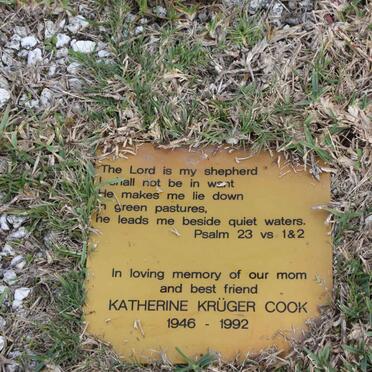 The Lord is my shepherd
I shall not be in want
He makes me lie down
in green pastures,
he leads me beside quiet waters.
Psalm 23 vs 1&2
In loving memory of our mom
and best friend
KATHERINE KRÜGER COOK
1946 - 1992